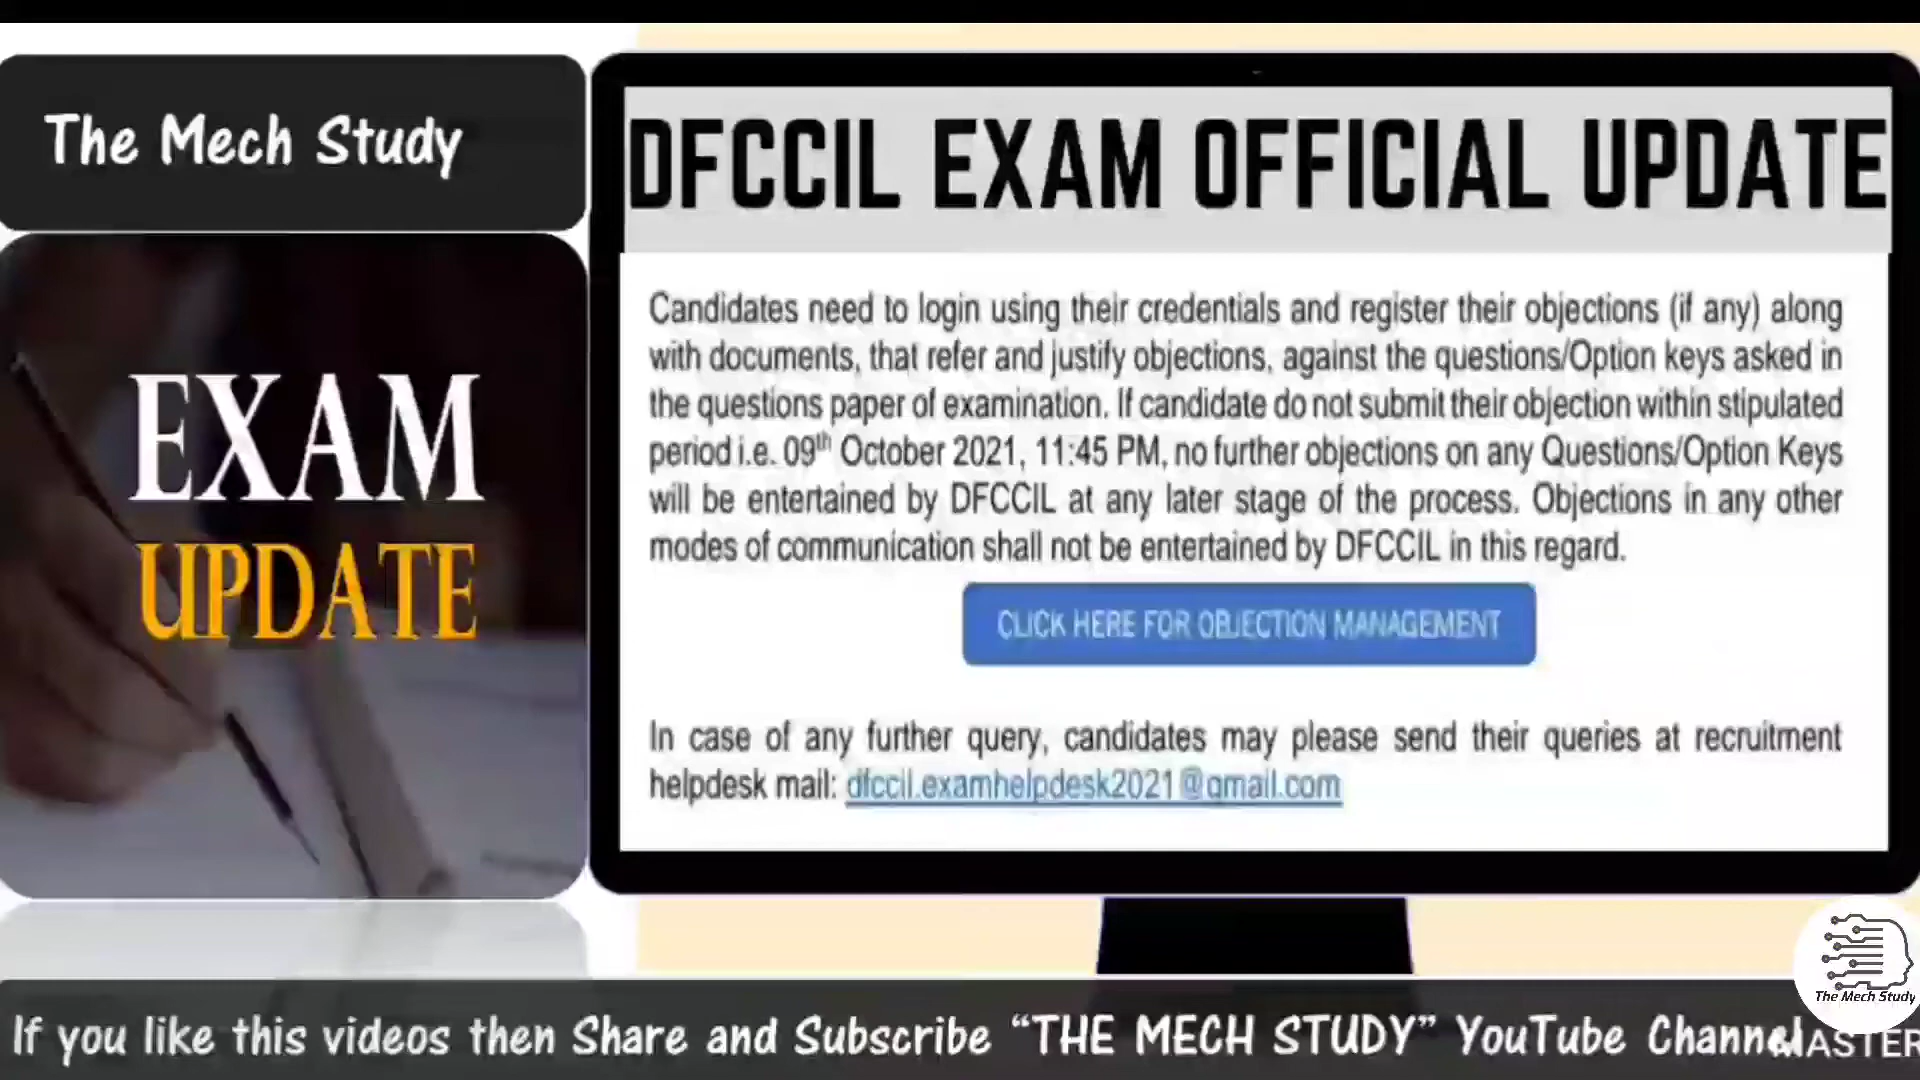 The Mech Study
EXAM
UPDATE
DFCCIL EXAM OFFICIAL UPDATE
Candidates need to login using their credentials and register their objections (if any) along
with documents, that refer and justify objections, against the questions/Option keys asked in
the questions paper of examination. If candidate do not submit their objection within stipulated
period i.e. 09th October 2021, 11:45 PM, no further objections on any Questions/Option Keys
will be entertained by DFCCIL at any later stage of the process. Objections in any other
modes of communication shall not be entertained by DFCCIL in this regard.
CLICK HERE FOR OBJECTION MANAGEMENT
In case of any further query, candidates may please send their queries at recruitment
helpdesk mail: dfccil.examhelpdesk2021@gmail.com
The Mech Study
If you like this videos then Share and Subscribe “THE MECH STUDY” YouTube Channel
MASTER